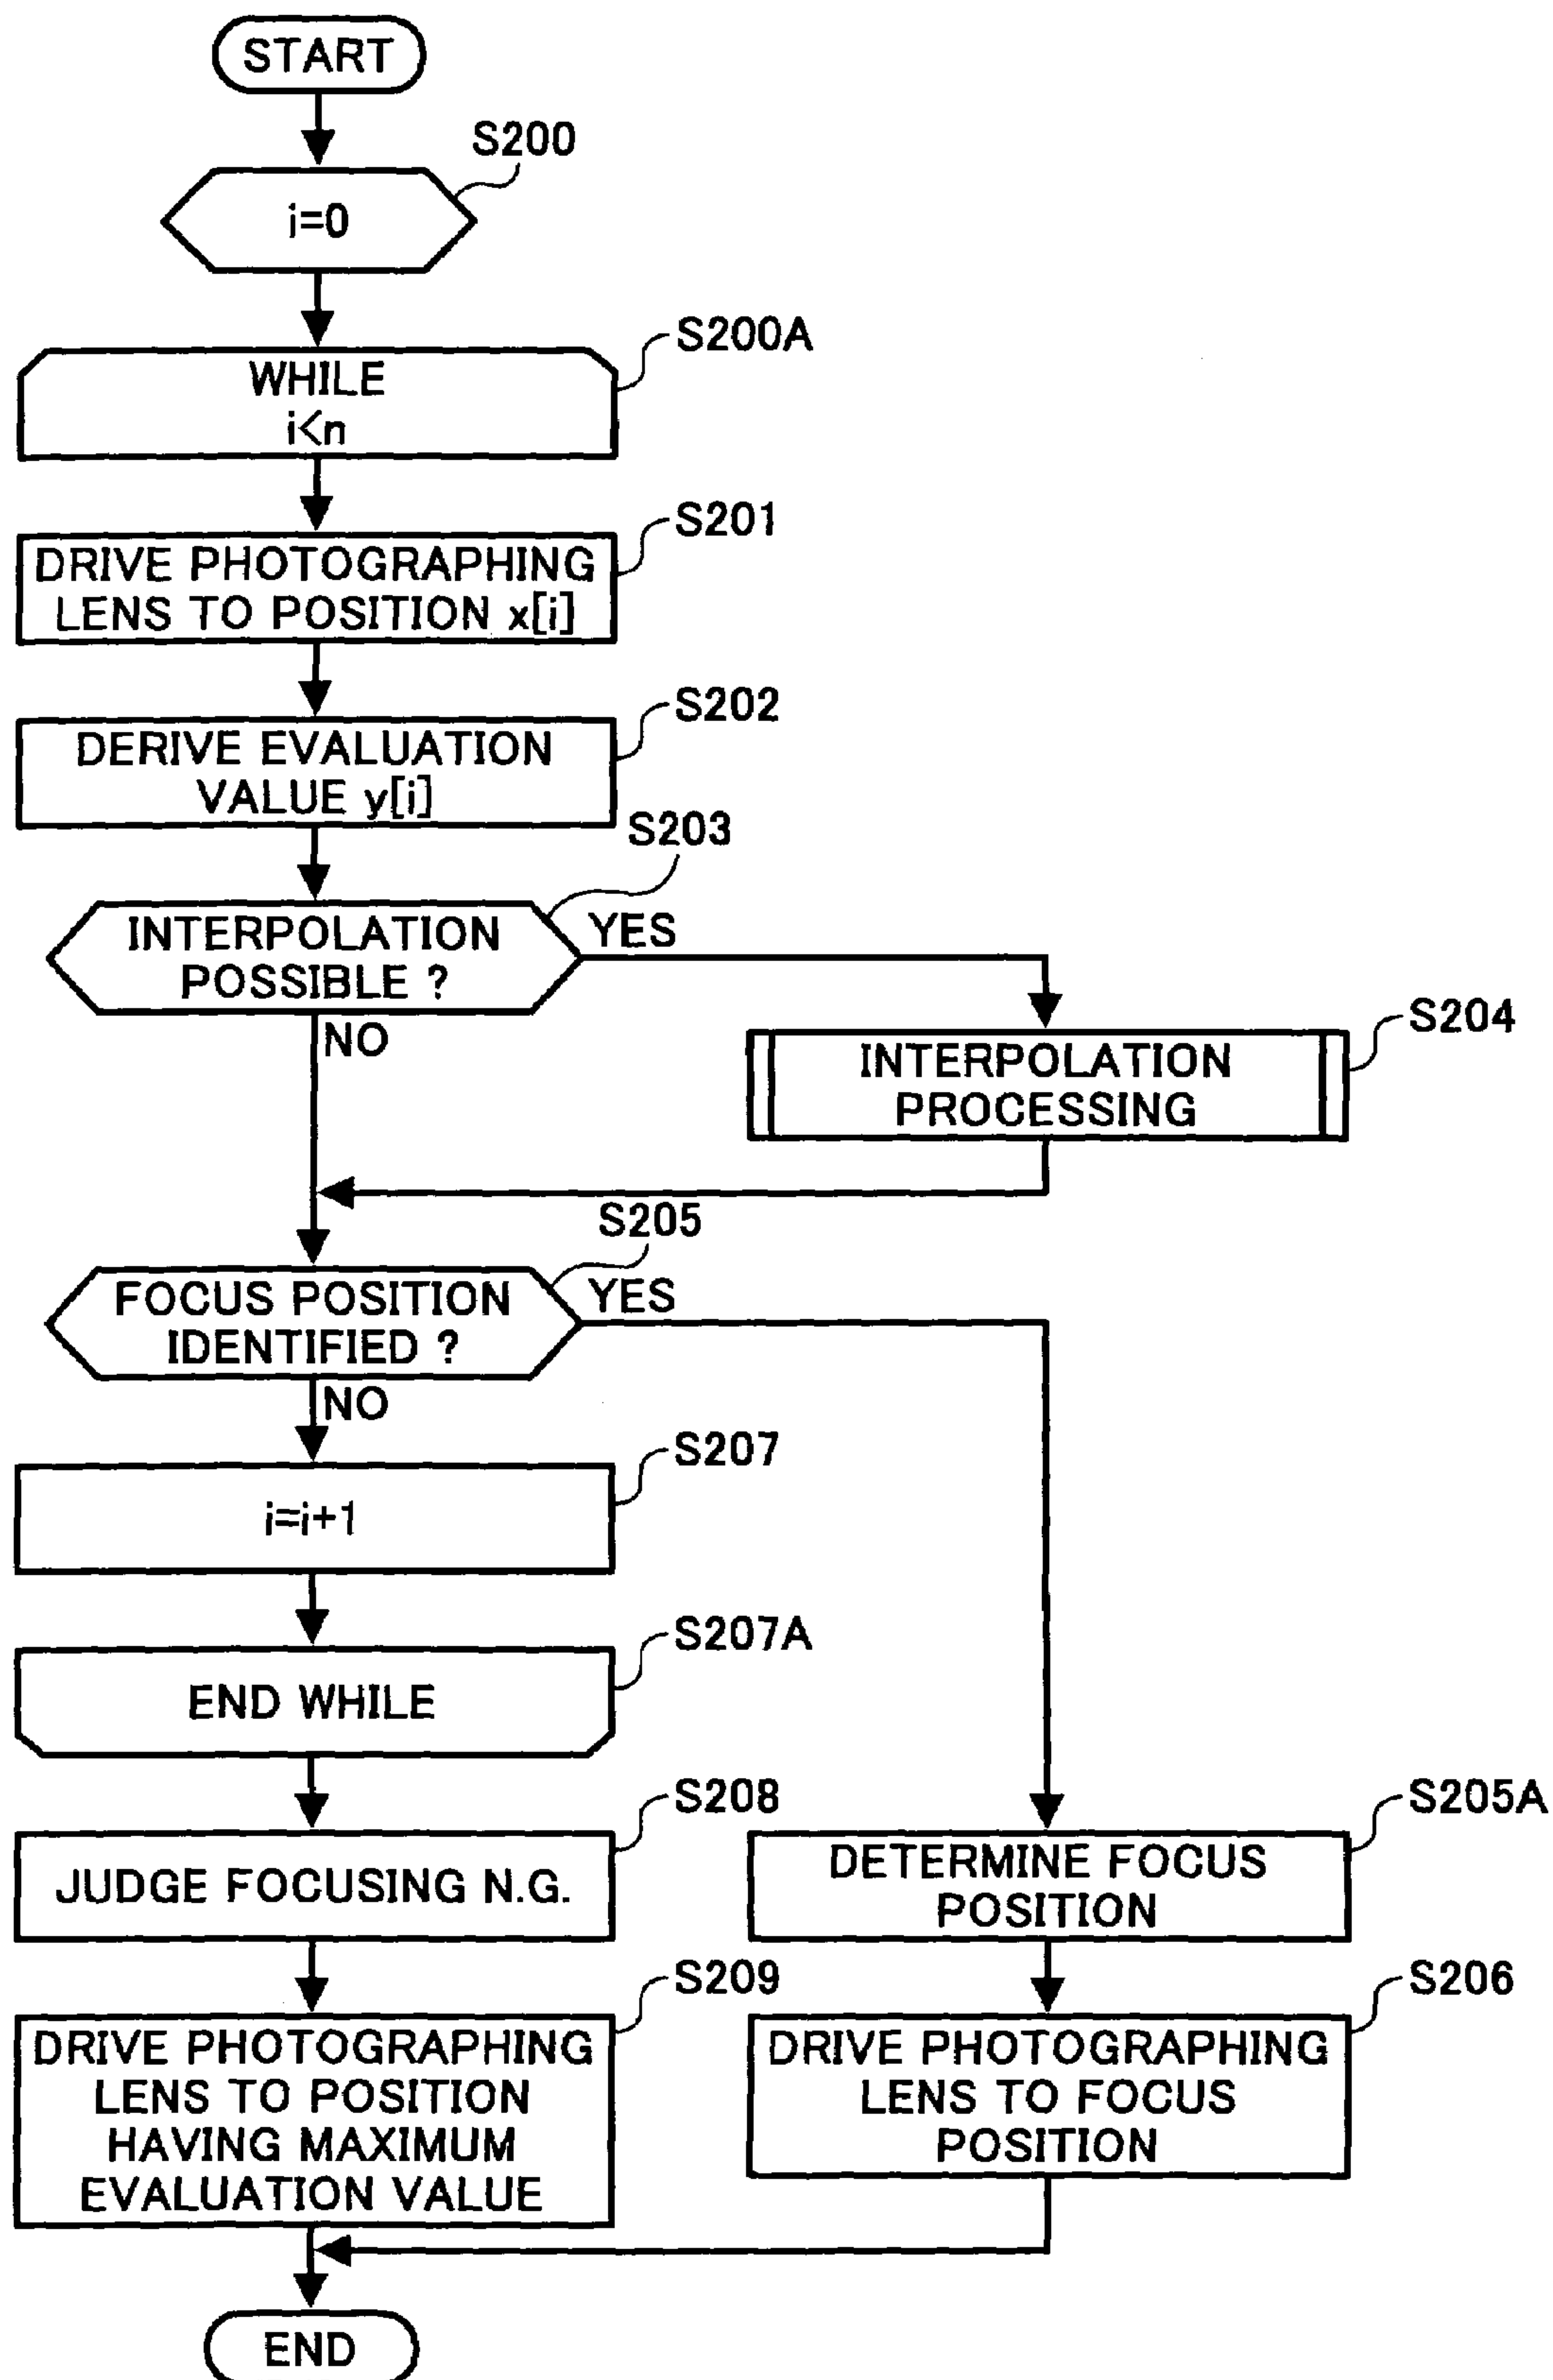 START
S200
i=0
S200A
WHILE
i<n
S201
DRIVE PHOTOGRAPHING
LENS TO POSITION x[i]
S202
DERIVE EVALUATION
VALUE y[i]
S203
INTERPOLATION
POSSIBLE ?
YES
NO
S204
INTERPOLATION
PROCESSING
S205
FOCUS POSITION
IDENTIFIED ?
YES
NO
S207
i=i+1
S207A
END WHILE
S208
JUDGE FOCUSING N.G.
S205A
DETERMINE FOCUS
POSITION
S209
DRIVE PHOTOGRAPHING
LENS TO POSITION
HAVING MAXIMUM
EVALUATION VALUE
S206
DRIVE PHOTOGRAPHING
LENS TO FOCUS
POSITION
END